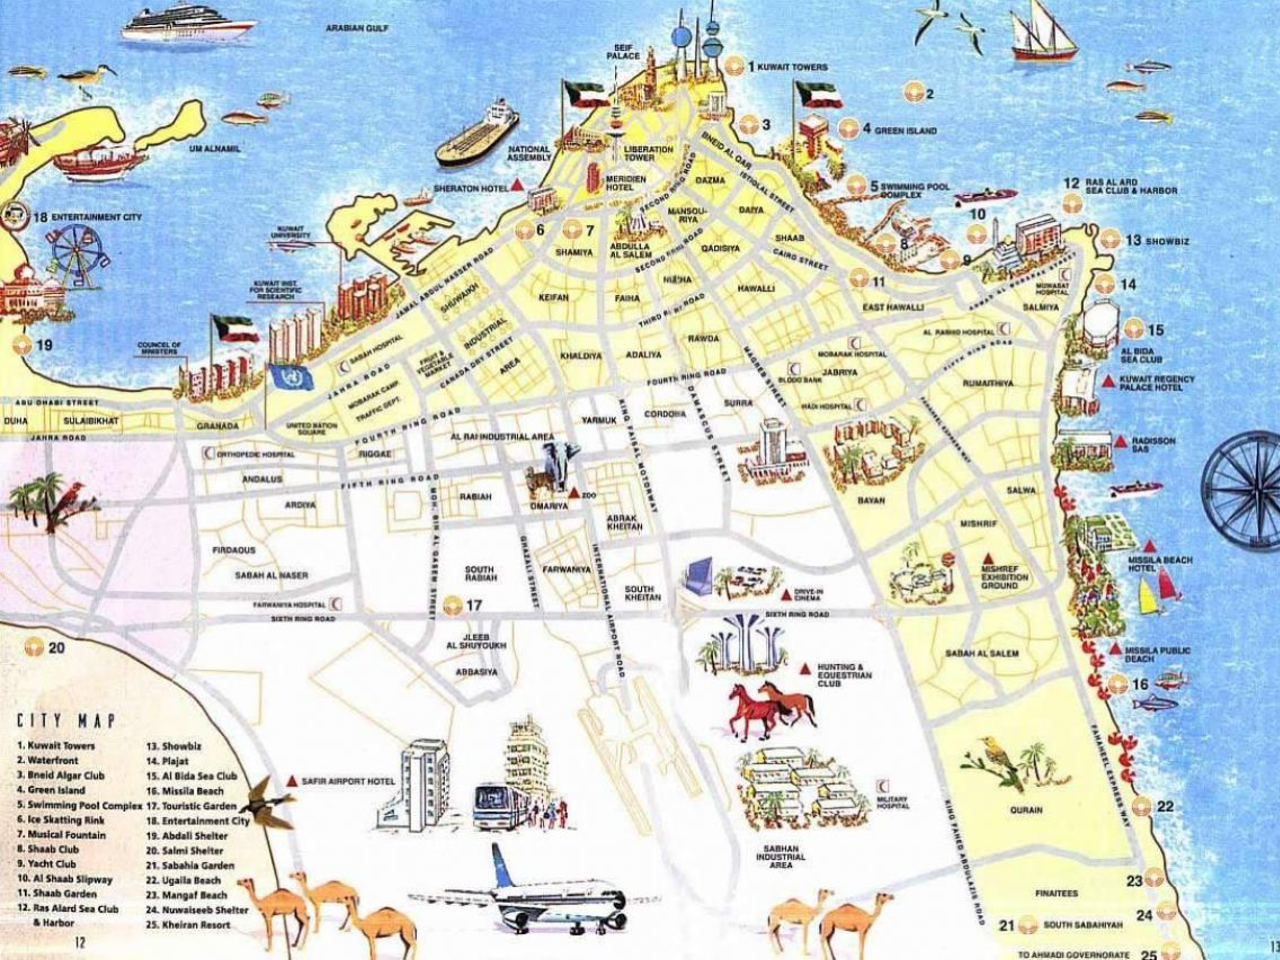 ARABIAN GULF
SEIF
PALACE
1 KUWAIT TOWERS
2
3
4 GREEN ISLAND
UM ALNAMIL
NATIONAL
ASSEMBLY
LIBERATION
TOWER
BNEID AL QAR
ISTIQLAL STREET
SHERATON HOTEL
MERIDIEN
HOTEL
SECOND RING ROAD
DAZMA
5 SWIMMING POOL
COMPLEX
12 RAS AL ARD
SEA CLUB & HARBOR
18 ENTERTAINMENT CITY
KUWAIT
UNIVERSITY
6
7
MANSOU-
RIYA
DAIYA
10
8
9
13 SHOWBIZ
SHAMIYA
ABDULLA
AL SALEM
SECOND RING ROAD
QADISIYA
SHAAB
CAIRO STREET
KUWAIT INST.
FOR SCIENTIFIC
RESEARCH
JAMAL ABDUL NASSER ROAD
SHUWAIKH
KEIFAN
FAIHA
HAWALLI
11
EAST HAWALLI
MUWASAT
HOSPITAL
SALMIYA
14
15
AL BIDA
SEA CLUB
19
COUNCEL OF
MINISTERS
SABAH HOSPITAL
INDUSTRIAL
AREA
FRUIT &
VEGETABLE
MARKET
CANADA DRY STREET
KHALDIYA
ADALIYA
THIRD RING ROAD
RAWDA
MOBARAK HOSPITAL
AL RASHID HOSPITAL
FIFTH RING ROAD
JAHRA ROAD
MOBARAK CAMP.
TRAFFIC DEPT.
FOURTH RING ROAD
BLOOD BANK
JABRIYA
RUMAITHIYA
KUWAIT REGENCY
PALACE HOTEL
ABU DHABI STREET
DUHA
SULAIBIKHAT
JAHRA ROAD
GRANADA
UNITED NATION
SQUARE
FOURTH RING ROAD
YARMUK
KING FAISAL MOTORWAY
CORDOBA
DAMASCUS STREET
SURRA
MAGREB STREET
HADI HOSPITAL
AL RAI INDUSTRIAL AREA
RADISSON
SAS
ORTHOPEDIC HOSPITAL
RIGGAE
ANDALUS
FIFTH RING ROAD
RABIAH
ZOO
OMARIYA
BAYAN
SALWA
ARDIYA
ABRAK
KHEITAN
MISHRIF
FIRDAOUS
SABAH AL NASER
SOUTH
RABIAH
GHAZALI STREET
FARWANIYA
INTERNATIONAL AIRPORT ROAD
SOUTH
KHEITAN
DRIVE-IN
CINEMA
MISHREF
EXHIBITION
GROUND
MISSILA BEACH
HOTEL
FARWANIYA HOSPITAL
SIXTH RING ROAD
17
SIXTH RING ROAD
JLEEB
AL SHUYOUKH
ABBASIYA
20
HUNTING &
EQUESTRIAN
CLUB
SABAH AL SALEM
MISSILA PUBLIC
BEACH
16
SAFIR AIRPORT HOTEL
MILITARY
HOSPITAL
SABHAN
INDUSTRIAL
AREA
KING FAHED ABDULAZIS ROAD
FAHAHEEL EXPRESS WAY
QURAIN
22
FINAITEES
23
24
21 SOUTH SABAHIYAH
TO AHMADI GOVERNORATE 25
CITY MAP
1. Kuwait Towers
2. Waterfront
3. Bneid Algar Club
4. Green Island
5. Swimming Pool Complex
6. Ice Skatting Rink
7. Musical Fountain
8. Shaab Club
9. Yacht Club
10. Al Shaab Slipway
11. Shaab Garden
12. Ras Alard Sea Club
& Harbor
13. Showbiz
14. Plajat
15. Al Bida Sea Club
16. Missila Beach
17. Touristic Garden
18. Entertainment City
19. Abdali Shelter
20. Salmi Shelter
21. Sabahia Garden
22. Ugaila Beach
23. Mangaf Beach
24. Nuwaiseeb Shelter
25. Kheiran Resort
12
13